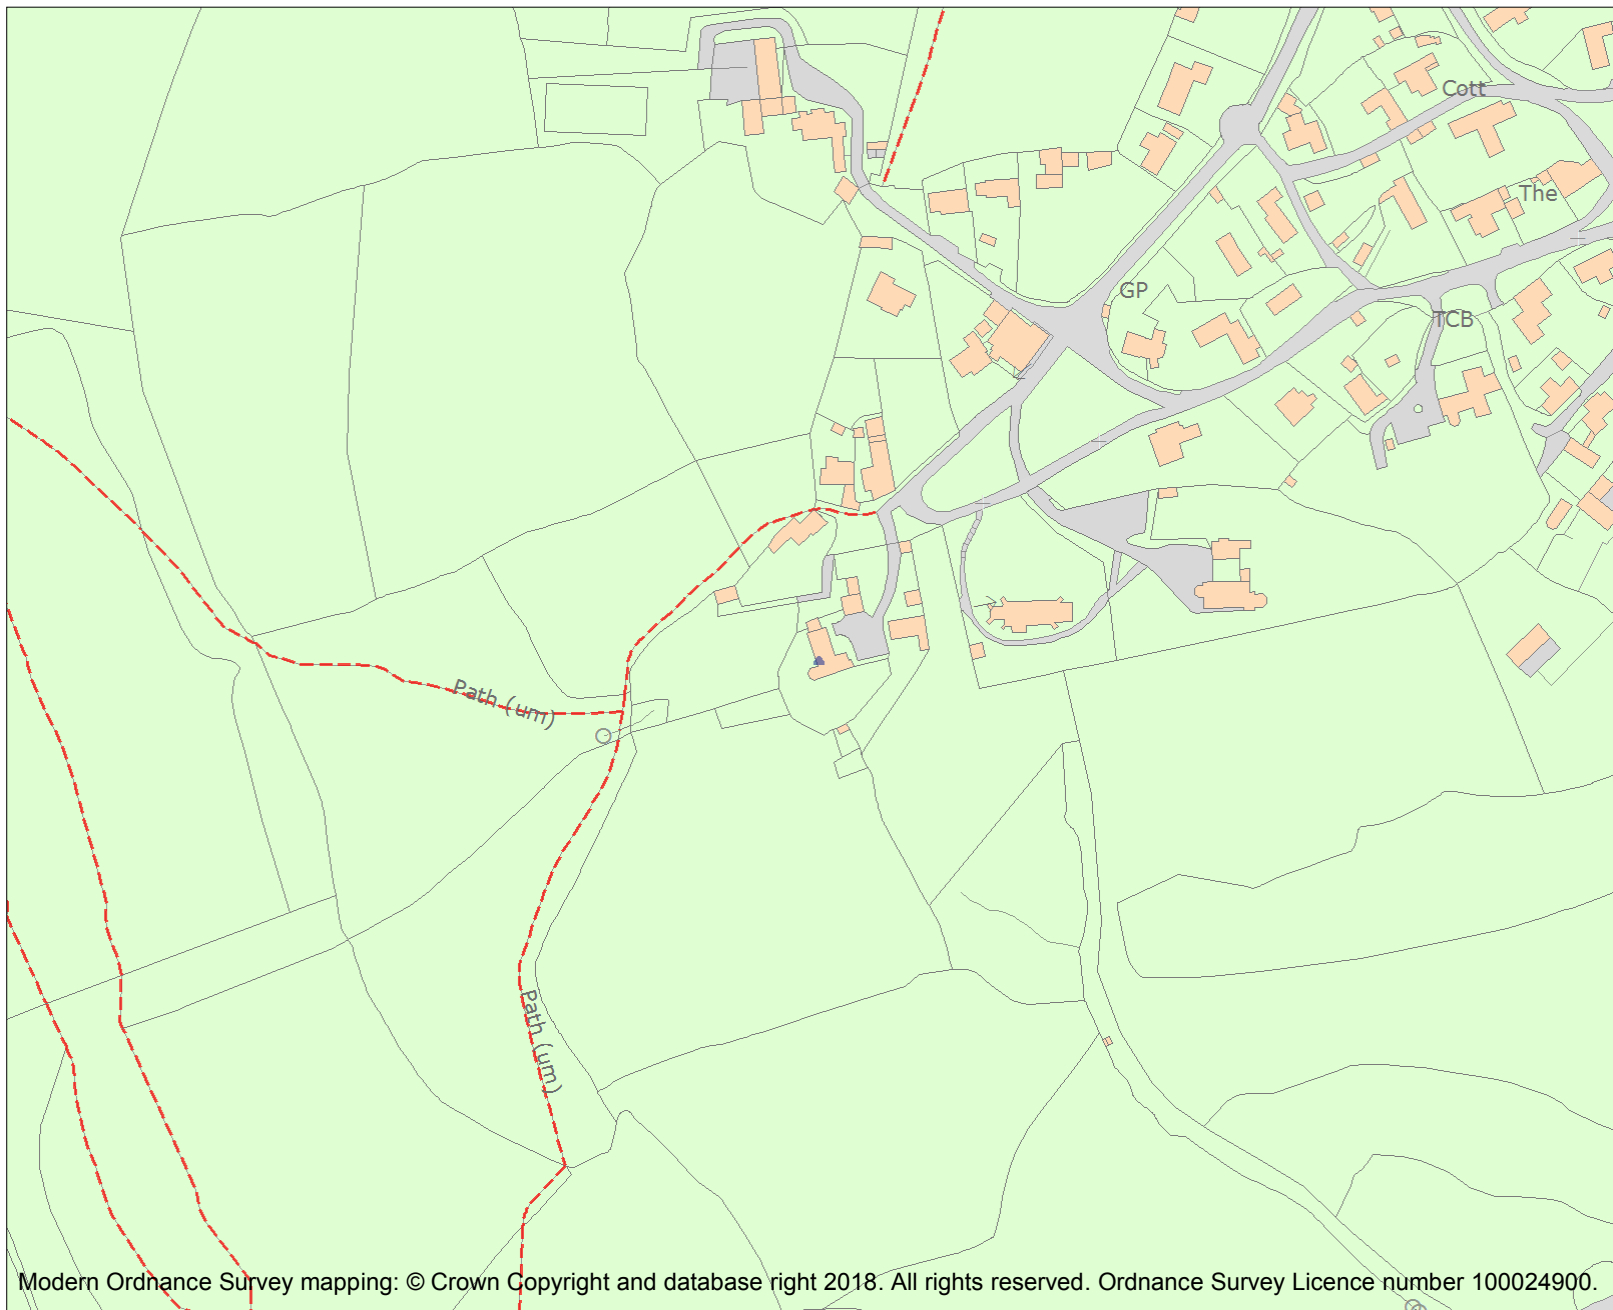 Cott
The
GP
TCB
Path (um)
Path (um)
Modern Ordnance Survey mapping: © Crown Copyright and database right 2018. All rights reserved. Ordnance Survey Licence number 100024900.